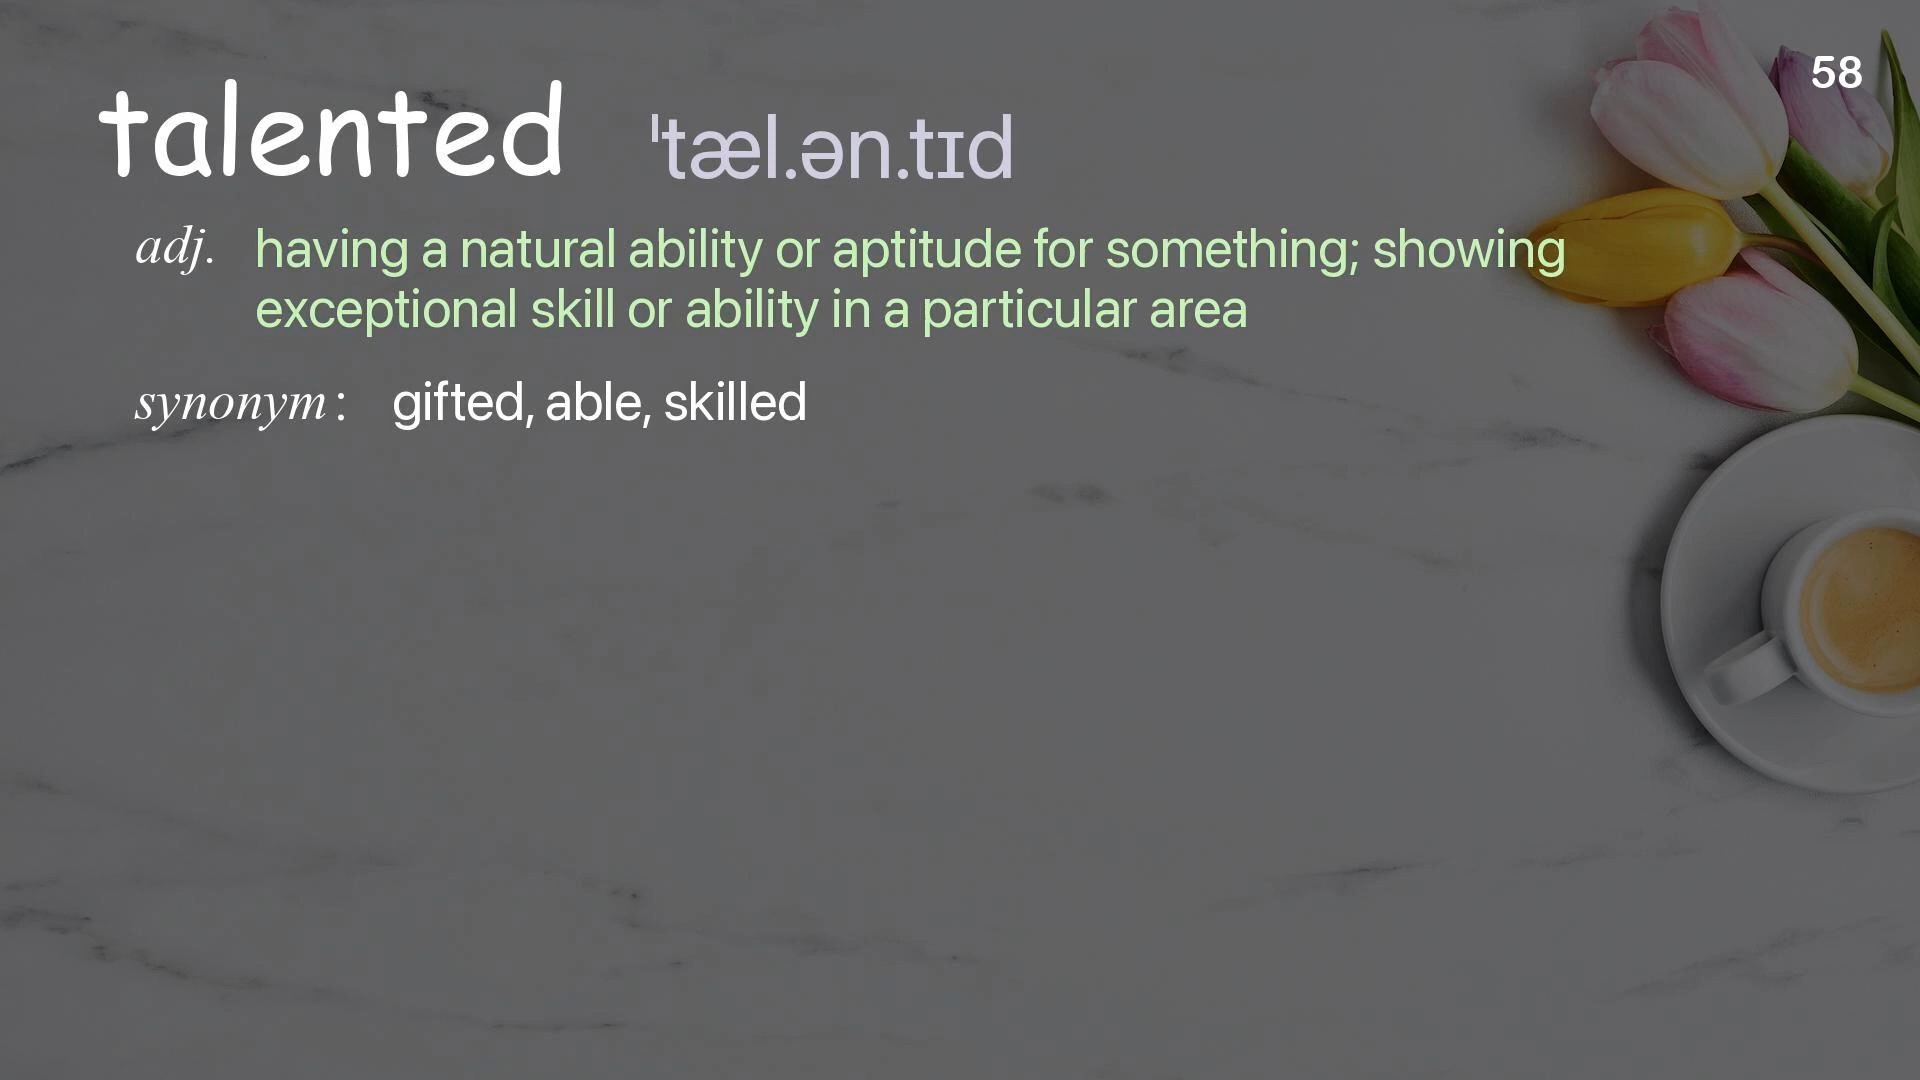 58
talented ˈtæl.ən.tɪd
adj. having a natural ability or aptitude for something; showing
exceptional skill or ability in a particular area
synonym: gifted, able, skilled